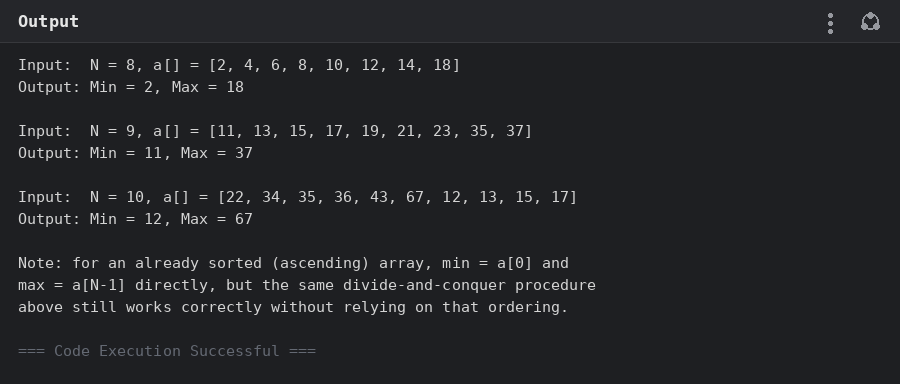 Output
Input:  N = 8, a[] = [2, 4, 6, 8, 10, 12, 14, 18]
Output: Min = 2, Max = 18
Input:  N = 9, a[] = [11, 13, 15, 17, 19, 21, 23, 35, 37]
Output: Min = 11, Max = 37
Input:  N = 10, a[] = [22, 34, 35, 36, 43, 67, 12, 13, 15, 17]
Output: Min = 12, Max = 67
Note: for an already sorted (ascending) array, min = a[0] and
max = a[N-1] directly, but the same divide-and-conquer procedure
above still works correctly without relying on that ordering.
=== Code Execution Successful ===